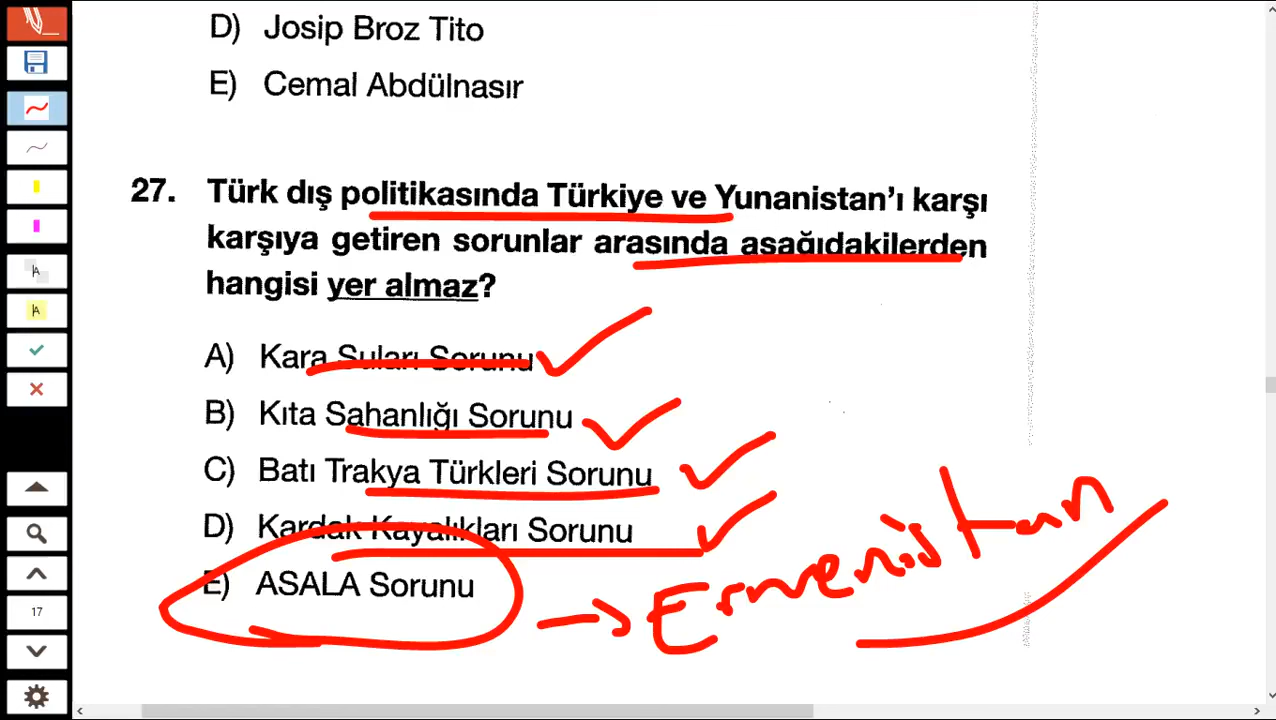 D) Josip Broz Tito
E) Cemal Abdülnasır
27. Türk dış politikasında Türkiye ve Yunanistan'ı karşı
karşıya getiren sorunlar arasında aşağıdakilerden
hangisi yer almaz?
A) Kara Suları Sorunu
B) Kıta Sahanlığı Sorunu
C) Batı Trakya Türkleri Sorunu
D) Kardak Kayalıkları Sorunu
E) ASALA Sorunu
→ Ermenistan
A
A
17